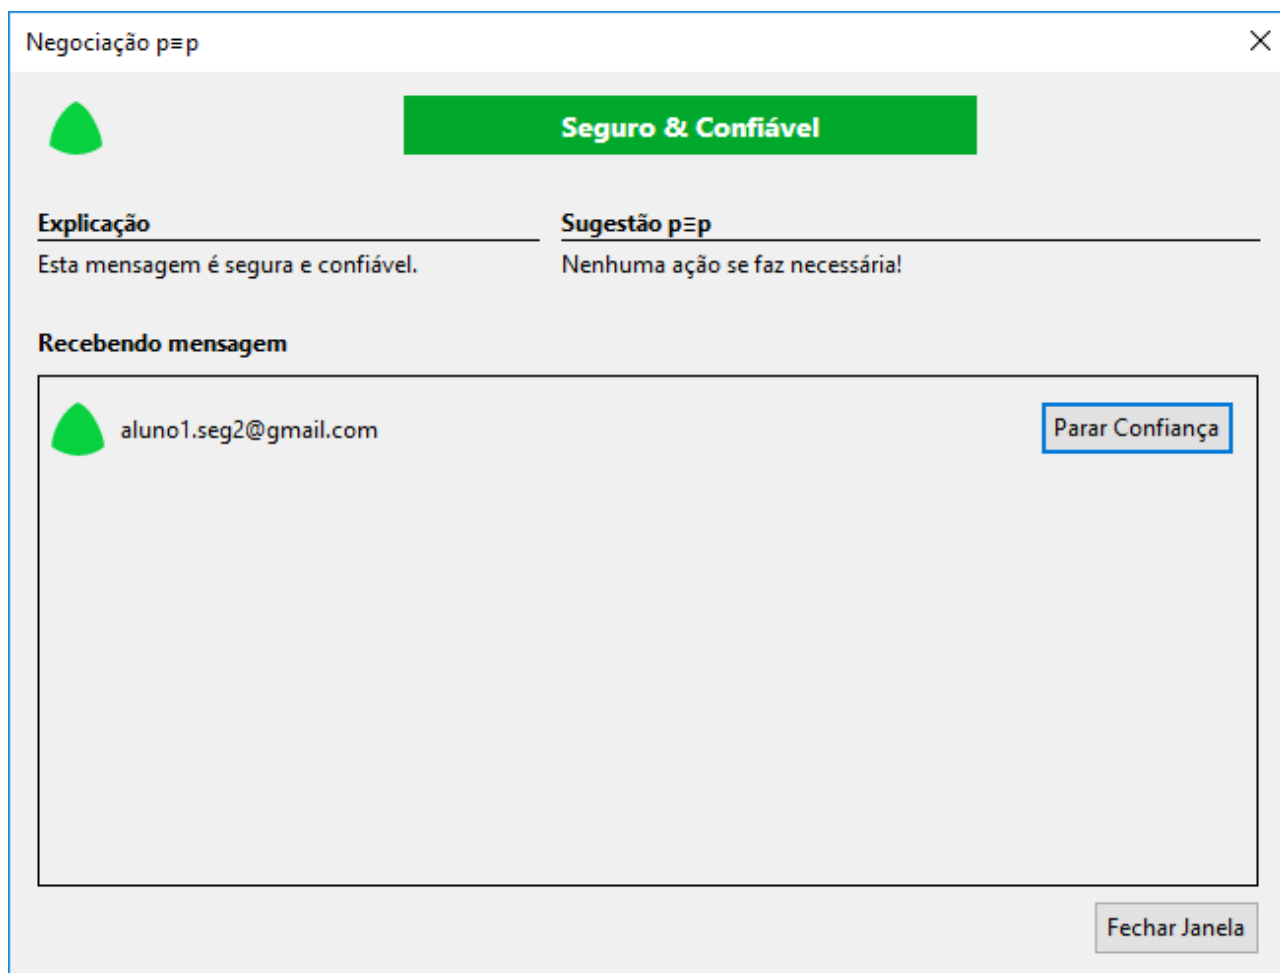 Negociação p≡p
Seguro & Confiável
Explicação
Esta mensagem é segura e confiável.
Sugestão p≡p
Nenhuma ação se faz necessária!
Recebendo mensagem
aluno1.seg2@gmail.com
Parar Confiança
Fechar Janela